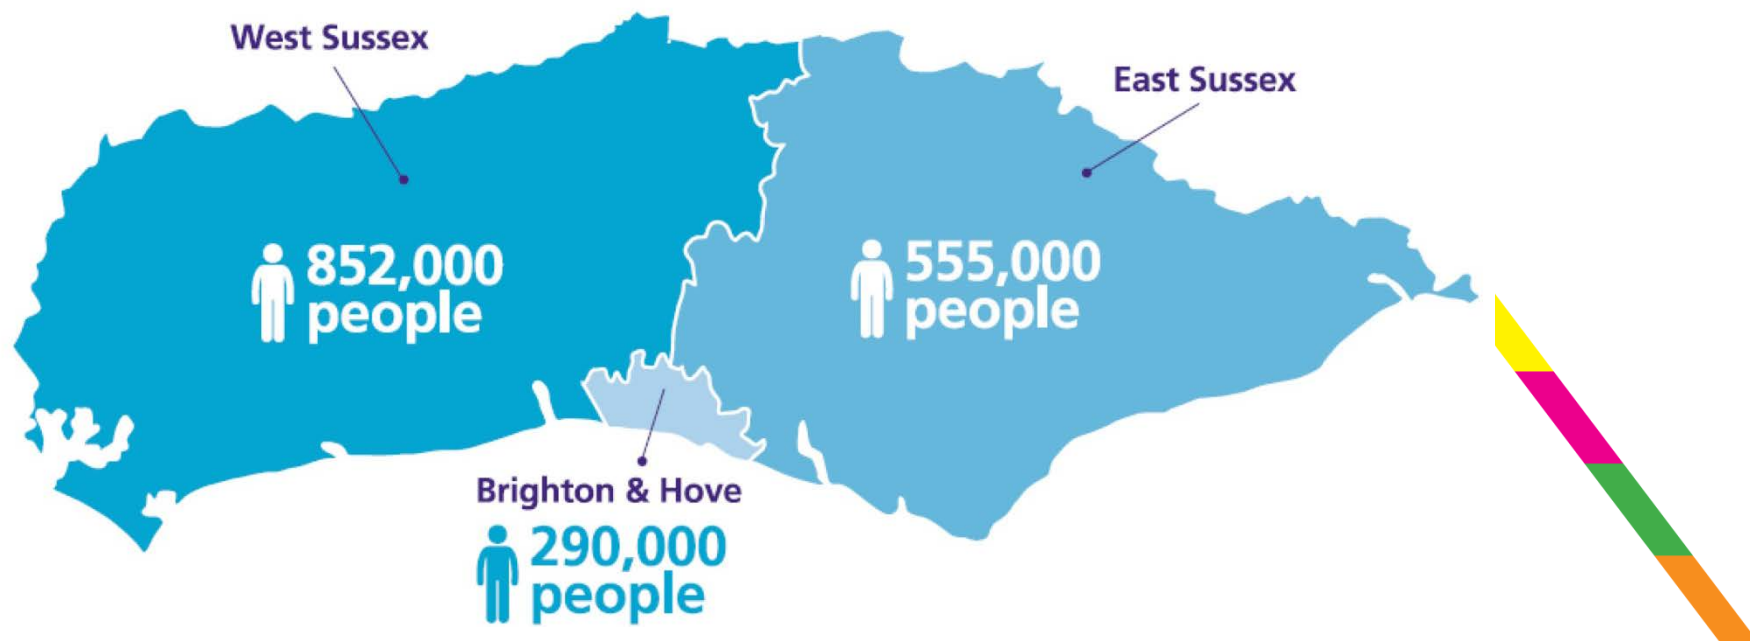 West Sussex
East Sussex
852,000
people
555,000
people
Brighton & Hove
290,000
people